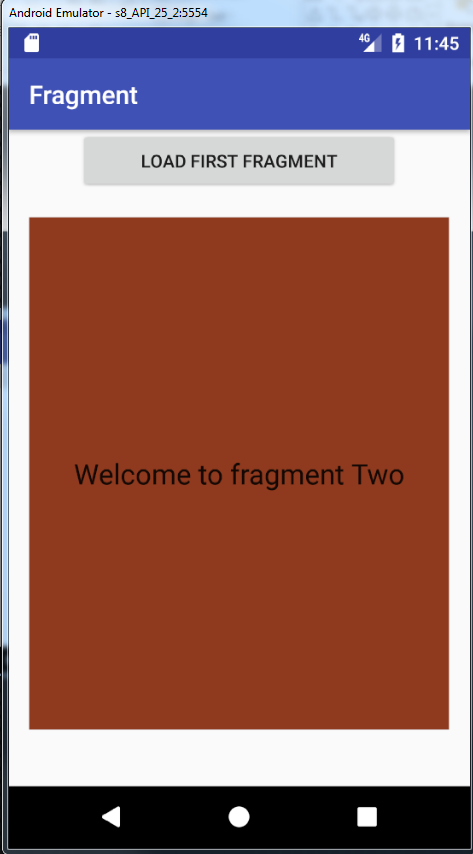 Android Emulator - s8_API_25_2:5554
4G 11:45
Fragment
LOAD FIRST FRAGMENT
Welcome to fragment Two